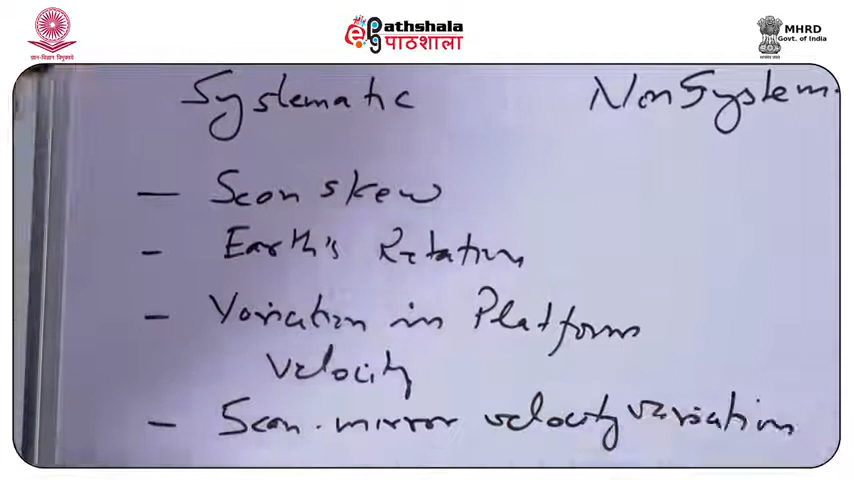 ज्ञान-विज्ञान विमुक्तये
epathshala
पाठशाला
MHRD
Govt. of India
Systematic NonSystem.
— Scan skew
- Earth's Rotation
- Variation in Platform
Velocity
- Scan-mirror velocity variation